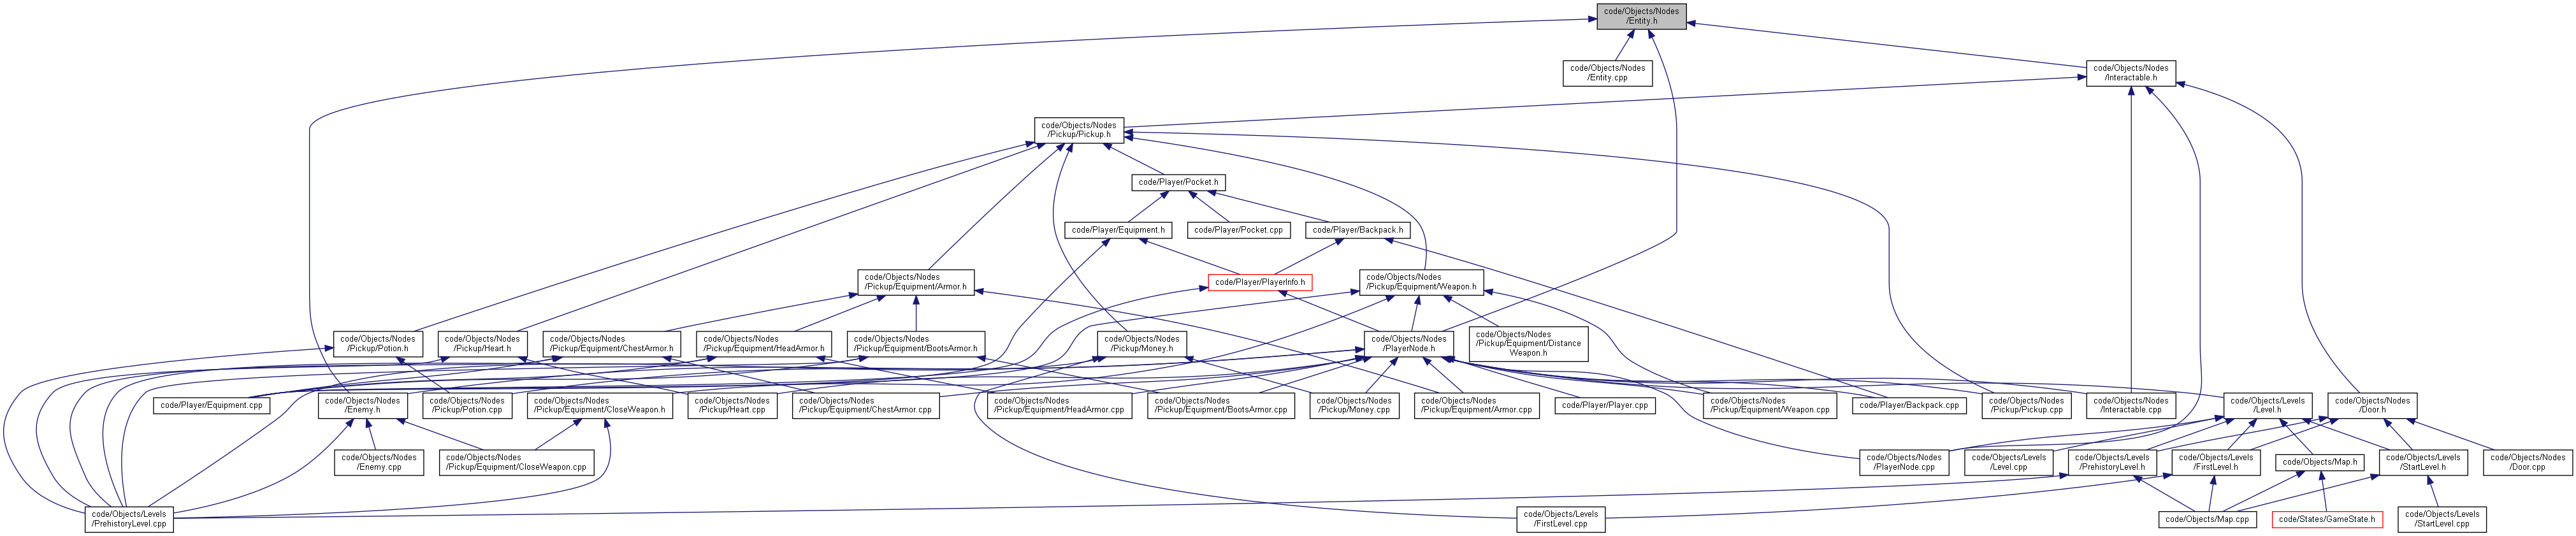 code/Objects/Nodes
/Entity.h
code/Objects/Nodes
/Entity.cpp
code/Objects/Nodes
/Interactable.h
code/Objects/Nodes
/Pickup/Pickup.h
code/Player/Pocket.h
code/Player/Equipment.h
code/Player/Pocket.cpp
code/Player/Backpack.h
code/Objects/Nodes
/Pickup/Equipment/Armor.h
code/Player/PlayerInfo.h
code/Objects/Nodes
/Pickup/Equipment/Weapon.h
code/Objects/Nodes
/Pickup/Potion.h
code/Objects/Nodes
/Pickup/Heart.h
code/Objects/Nodes
/Pickup/Equipment/ChestArmor.h
code/Objects/Nodes
/Pickup/Equipment/HeadArmor.h
code/Objects/Nodes
/Pickup/Equipment/BootsArmor.h
code/Objects/Nodes
/Pickup/Money.h
code/Objects/Nodes
/PlayerNode.h
code/Objects/Nodes
/Pickup/Equipment/Distance
Weapon.h
code/Player/Equipment.cpp
code/Objects/Nodes
/Enemy.h
code/Objects/Nodes
/Pickup/Potion.cpp
code/Objects/Nodes
/Pickup/Equipment/CloseWeapon.h
code/Objects/Nodes
/Pickup/Heart.cpp
code/Objects/Nodes
/Pickup/Equipment/ChestArmor.cpp
code/Objects/Nodes
/Pickup/Equipment/HeadArmor.cpp
code/Objects/Nodes
/Pickup/Equipment/BootsArmor.cpp
code/Objects/Nodes
/Pickup/Money.cpp
code/Objects/Nodes
/Pickup/Equipment/Armor.cpp
code/Player/Player.cpp
code/Objects/Nodes
/Pickup/Equipment/Weapon.cpp
code/Player/Backpack.cpp
code/Objects/Nodes
/Pickup/Pickup.cpp
code/Objects/Nodes
/Interactable.cpp
code/Objects/Levels
/Level.h
code/Objects/Nodes
/Door.h
code/Objects/Nodes
/Enemy.cpp
code/Objects/Nodes
/Pickup/Equipment/CloseWeapon.cpp
code/Objects/Nodes
/PlayerNode.cpp
code/Objects/Levels
/Level.cpp
code/Objects/Levels
/PrehistoryLevel.h
code/Objects/Levels
/FirstLevel.h
code/Objects/Map.h
code/Objects/Levels
/StartLevel.h
code/Objects/Nodes
/Door.cpp
code/Objects/Levels
/PrehistoryLevel.cpp
code/Objects/Levels
/FirstLevel.cpp
code/Objects/Map.cpp
code/States/GameState.h
code/Objects/Levels
/StartLevel.cpp